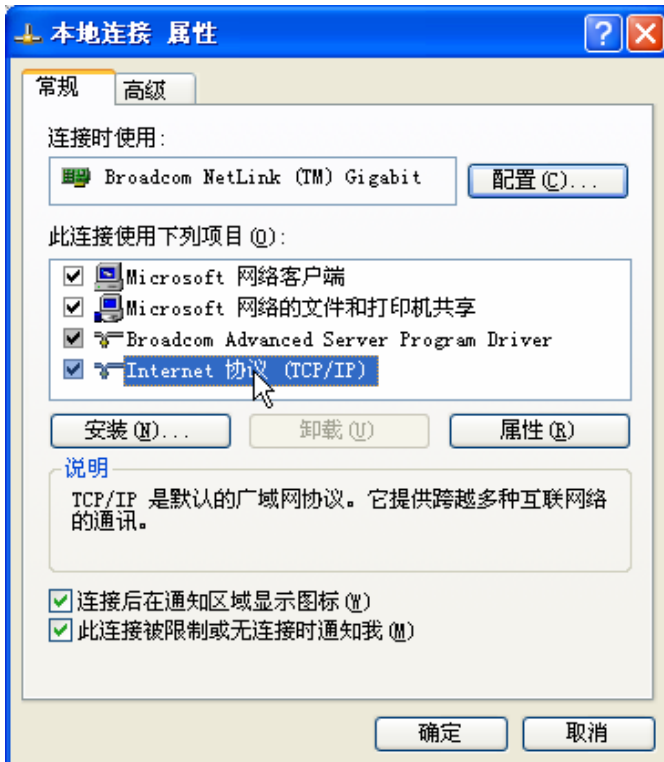 本地连接 属性
常规
高级
连接时使用:
Broadcom NetLink (TM) Gigabit
配置(C)...
此连接使用下列项目(O):
Microsoft 网络客户端
Microsoft 网络的文件和打印机共享
Broadcom Advanced Server Program Driver
Internet 协议 (TCP/IP)
安装(N)...
卸载(U)
属性(R)
说明
TCP/IP 是默认的广域网协议。它提供跨越多种互联网络
的通讯。
连接后在通知区域显示图标(W)
此连接被限制或无连接时通知我(M)
确定
取消